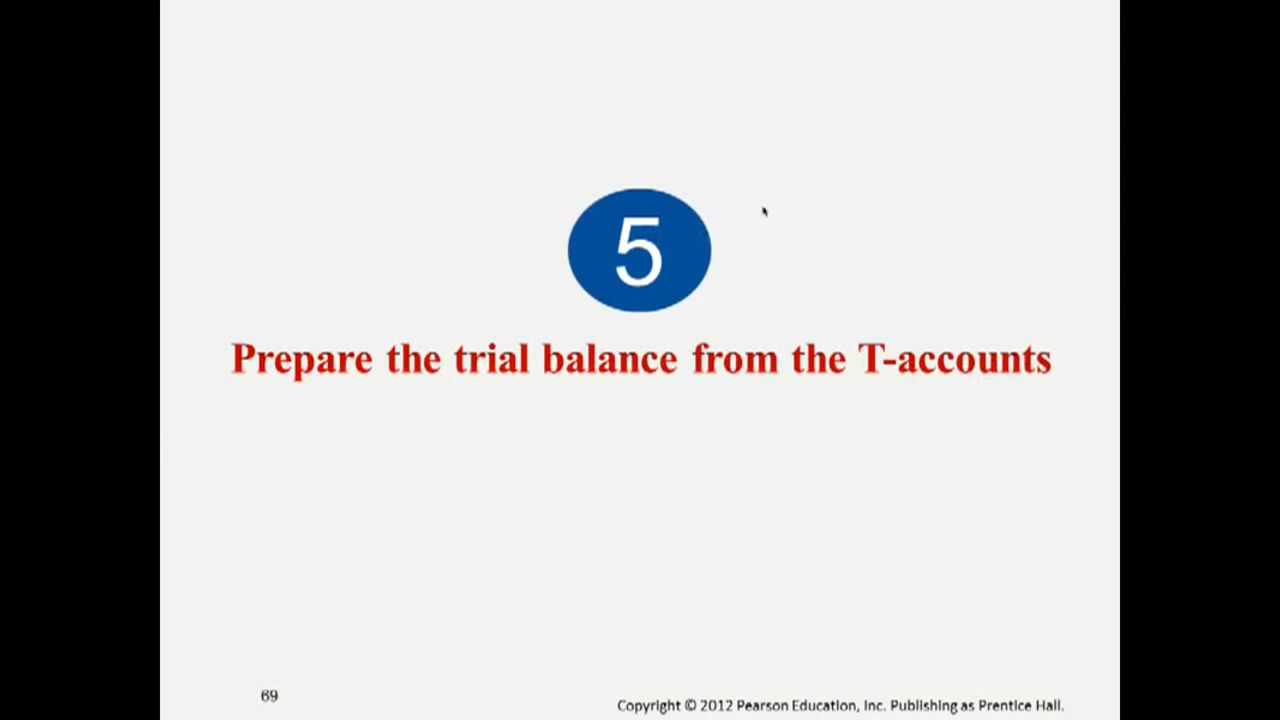 5
Prepare the trial balance from the T-accounts
69
Copyright © 2012 Pearson Education, Inc. Publishing as Prentice Hall.